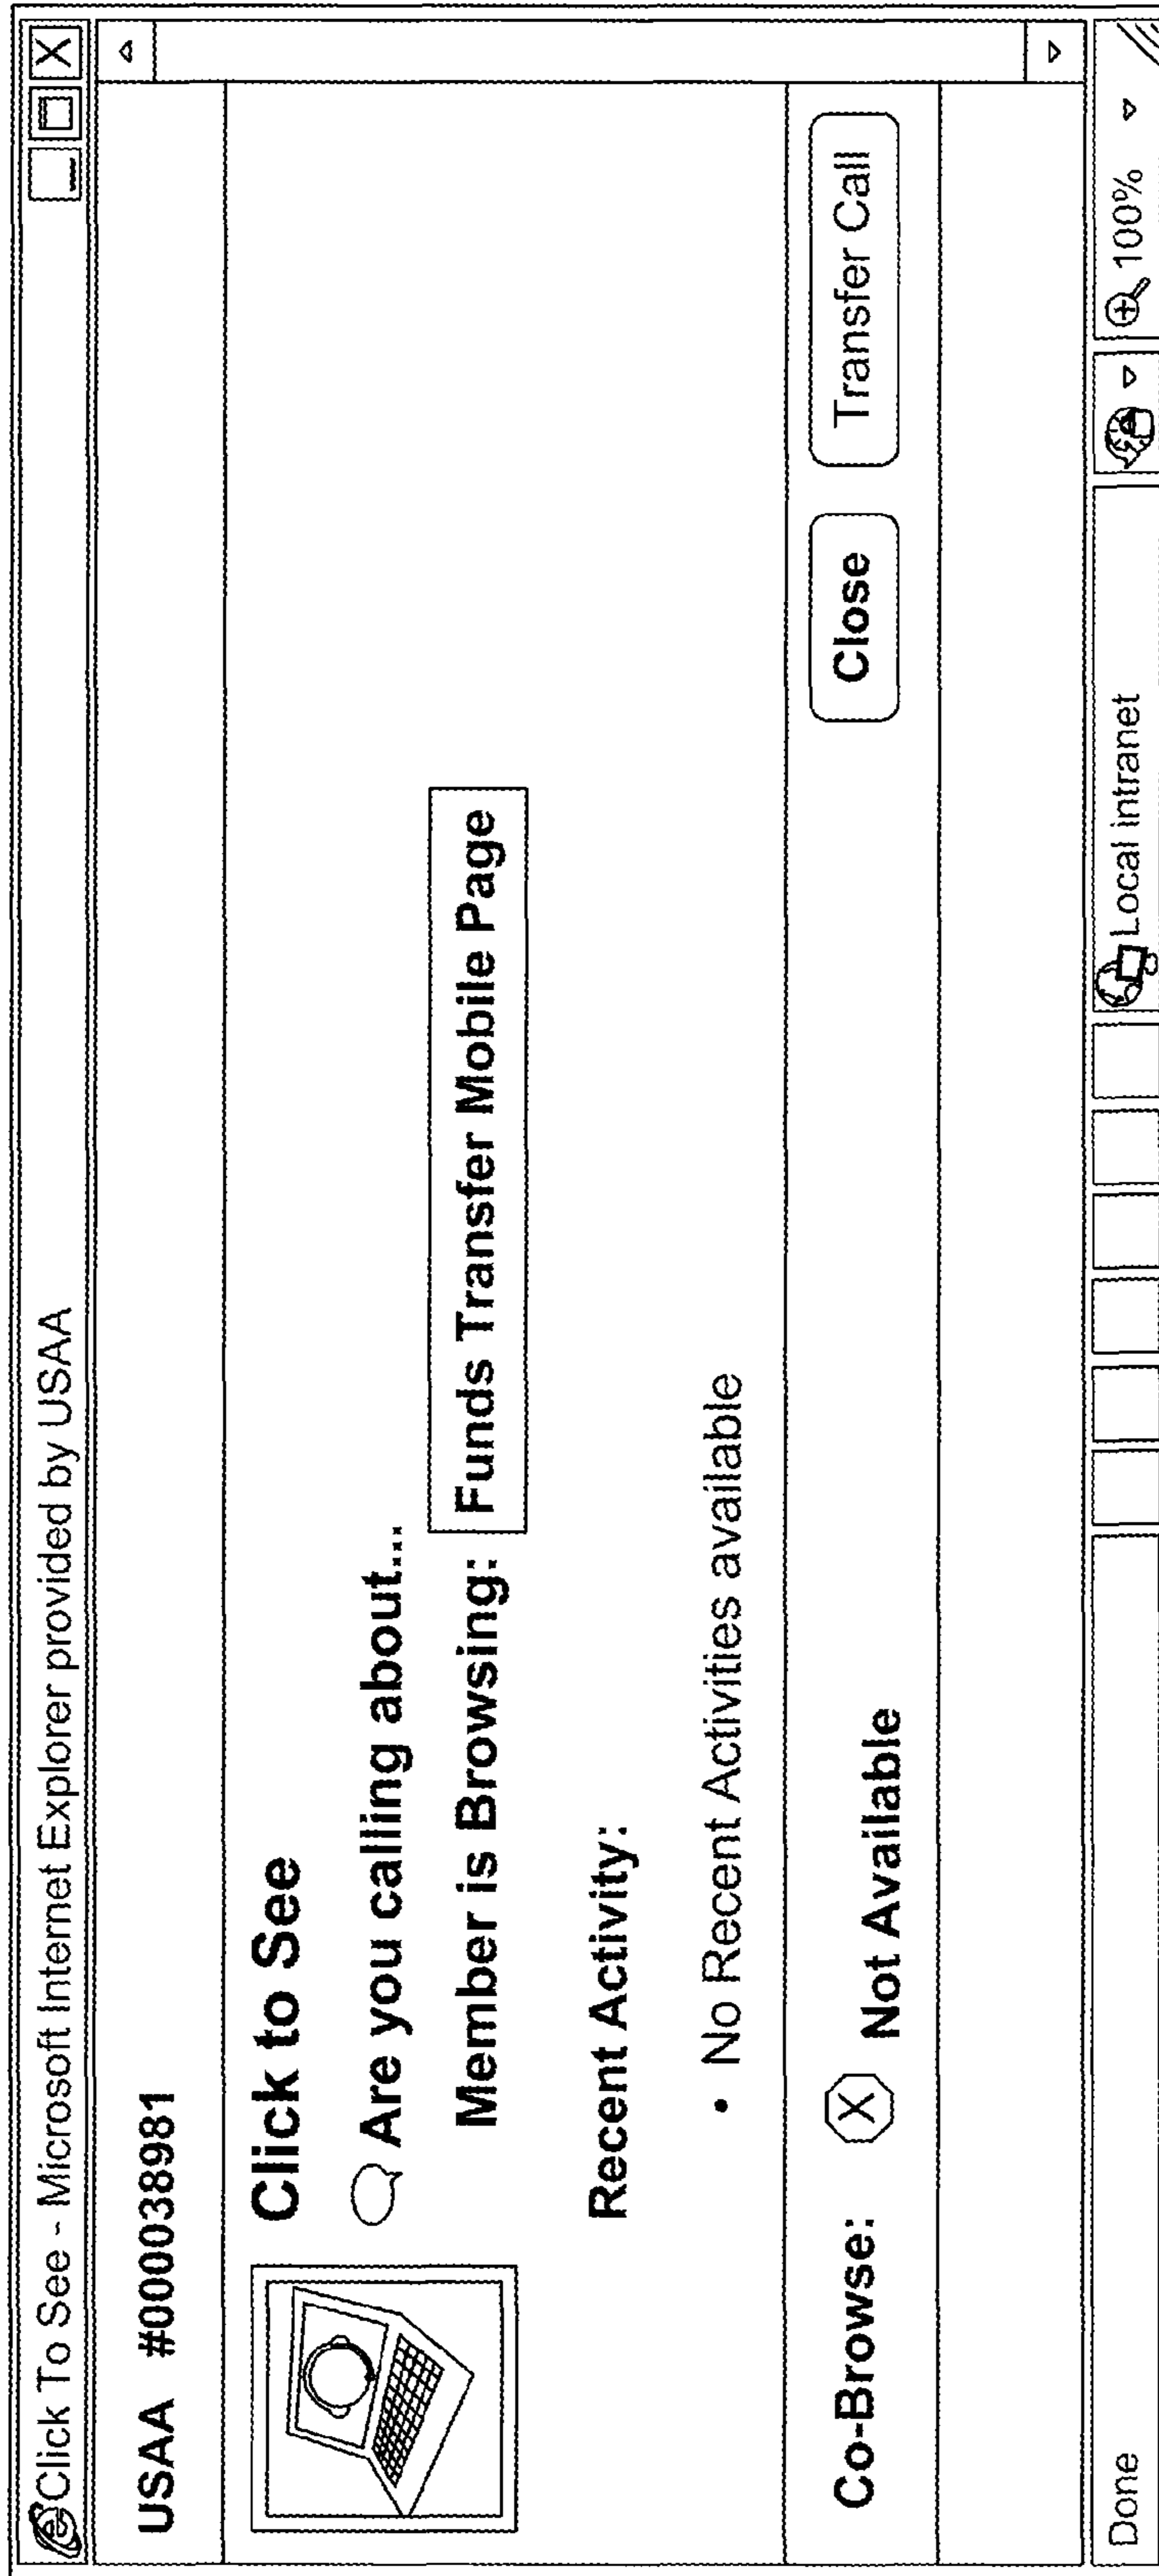 Click To See - Microsoft Internet Explorer provided by USAA
USAA #00038981
Click to See
Are you calling about...
Member is Browsing: Funds Transfer Mobile Page
Recent Activity:
• No Recent Activities available
Co-Browse: X Not Available Close Transfer Call
Done Local intranet 100%